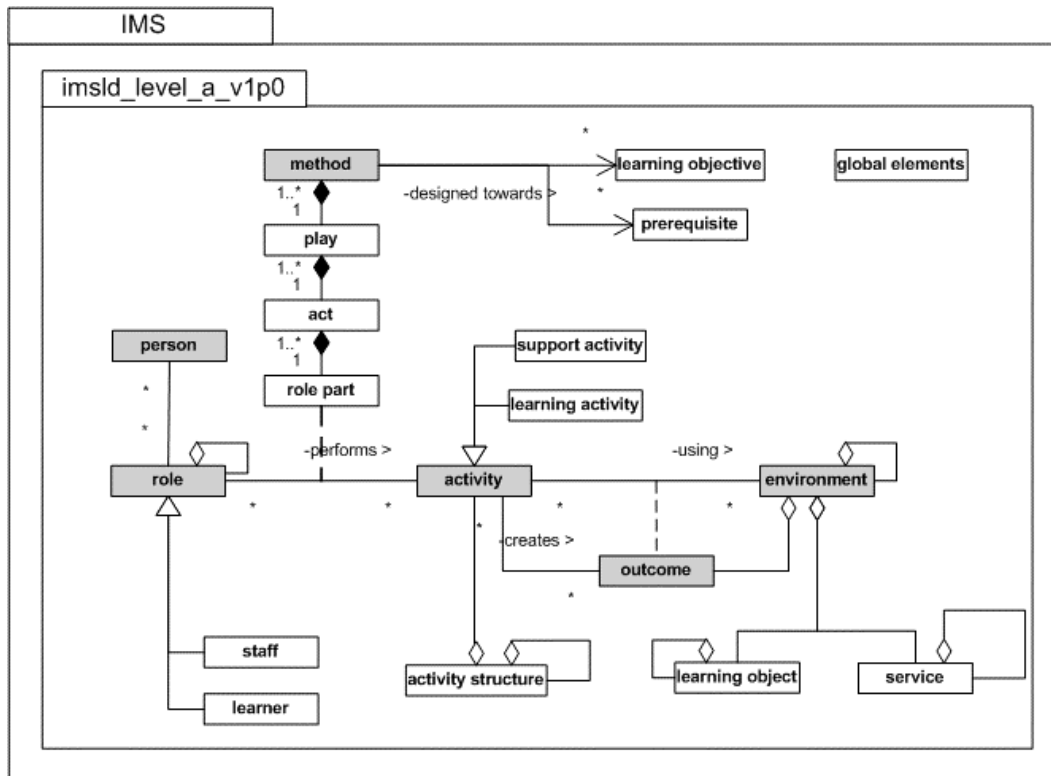 IMS
imsld_level_a_v1p0
*
method
learning objective
global elements
1..*
-designed towards >
*
1
prerequisite
play
1..*
1
act
person
1..*
support activity
1
role part
*
learning activity
*
-performs >
-using >
role
activity
environment
*
*
*
*
*
-creates >
outcome
*
staff
activity structure
learning object
service
learner